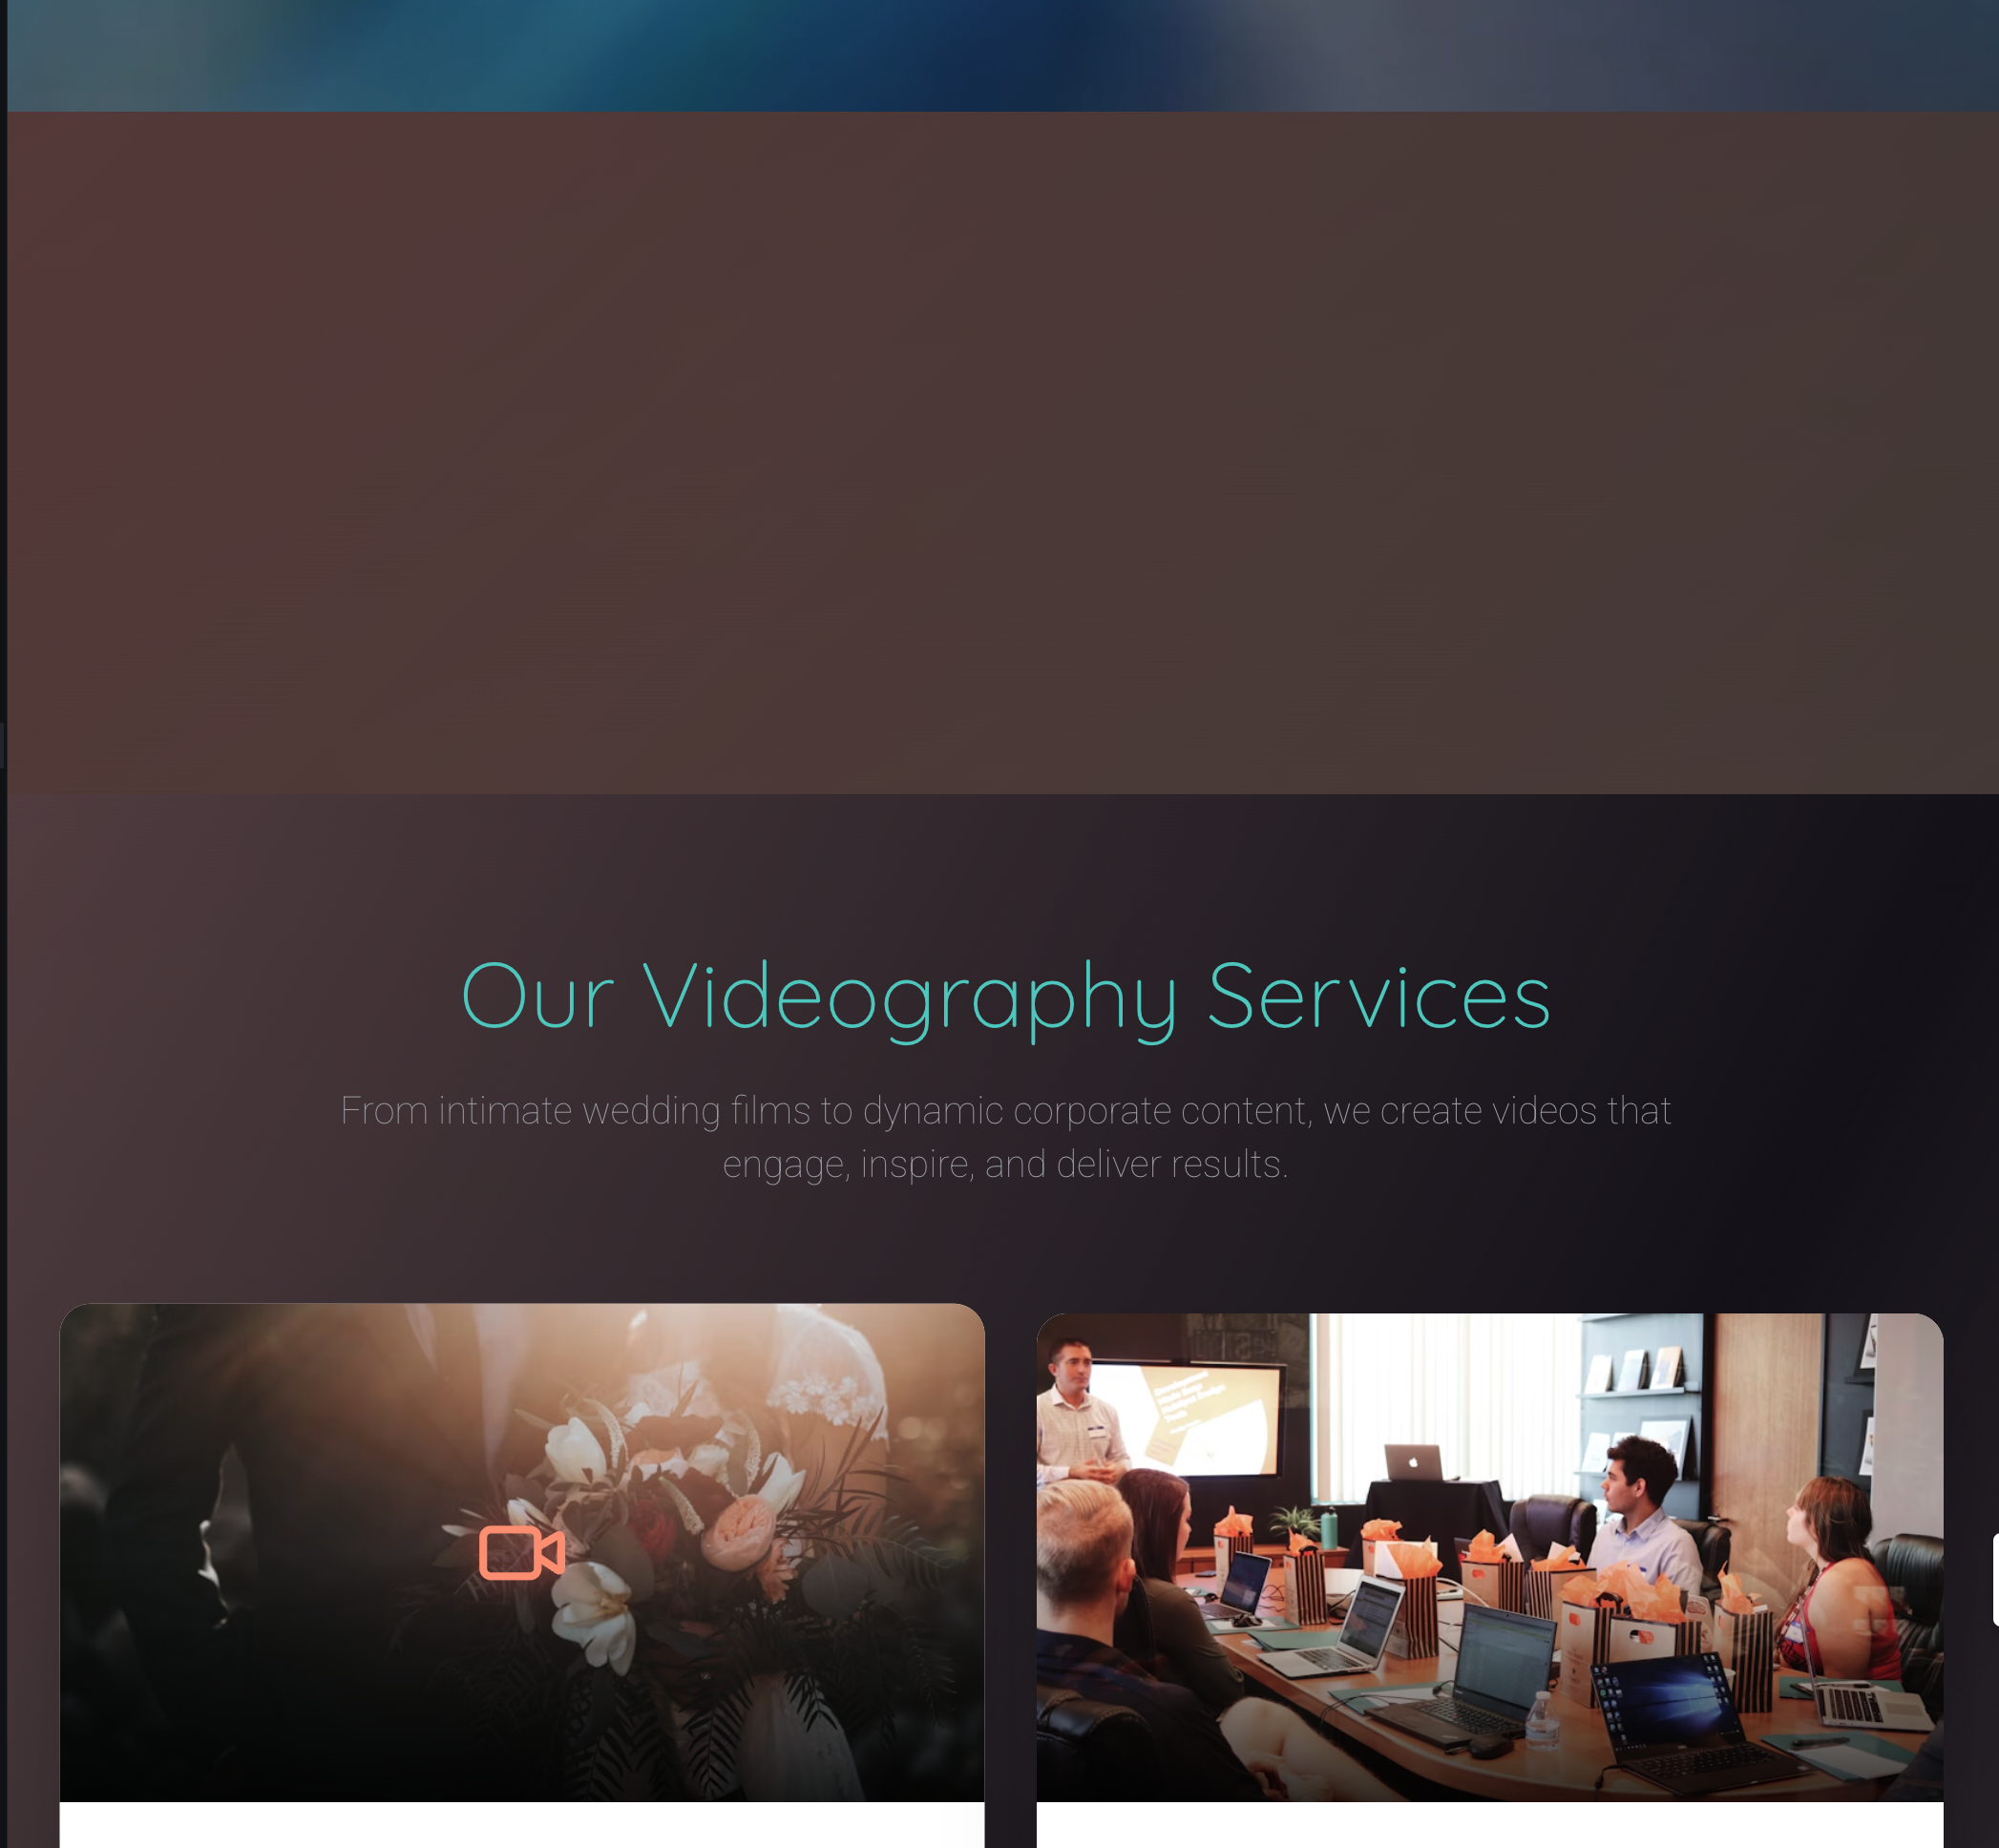 Our Videography Services
From intimate wedding films to dynamic corporate content, we create videos that
engage, inspire, and deliver results.